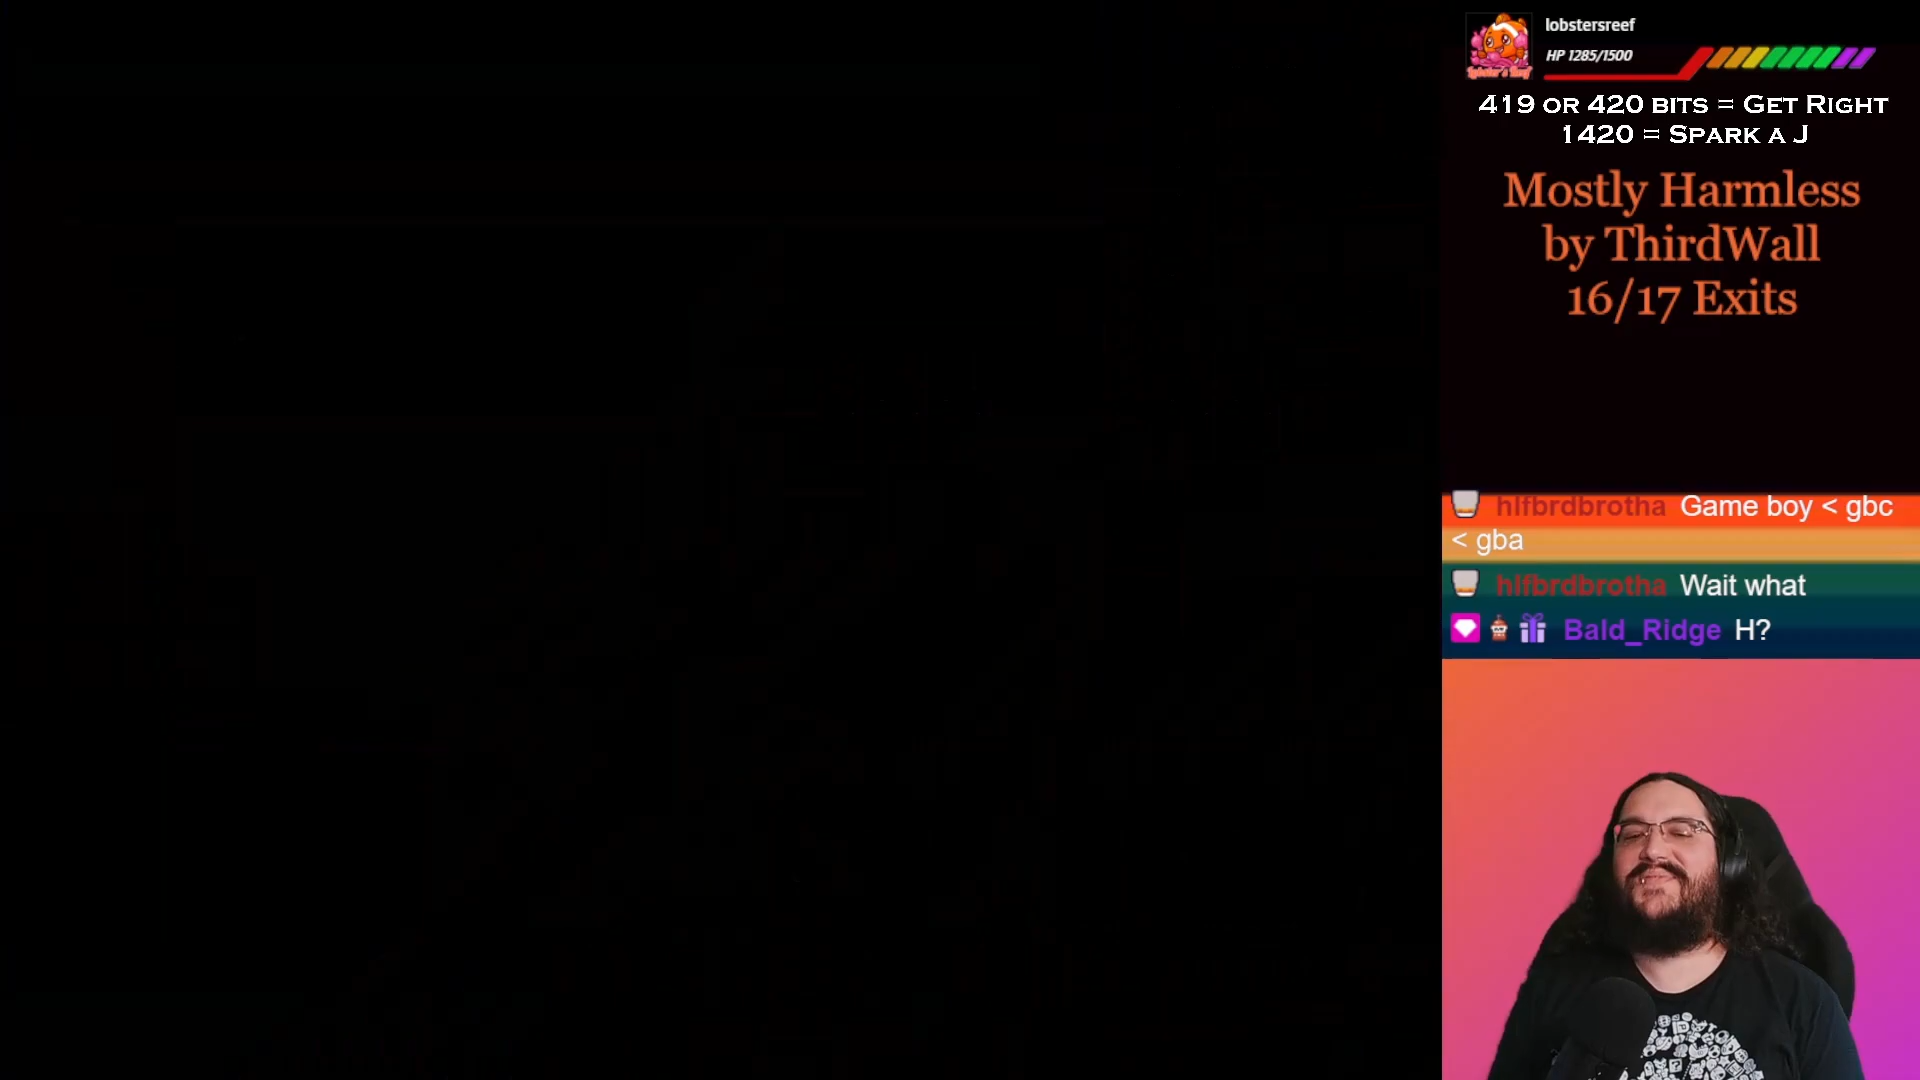 lobstersreef
HP 1285/1500
419 or 420 bits = Get Right
1420 = Spark a J
Mostly Harmless
by ThirdWall
16/17 Exits
hlfbrdbrotha Game boy < gbc
< gba
hlfbrdbrotha Wait what
Bald_Ridge H?